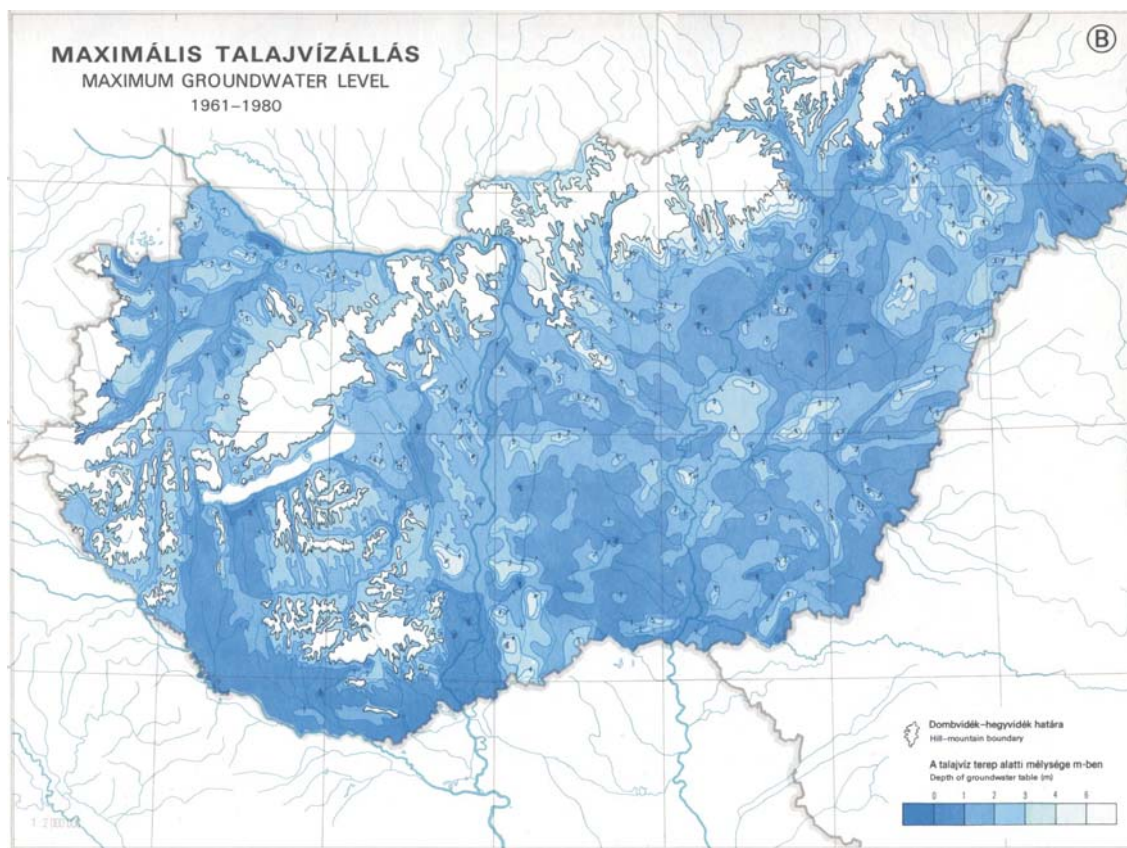 MAXIMÁLIS TALAJVÍZÁLLÁS
MAXIMUM GROUNDWATER LEVEL
1961–1980
B
Dombvidék–hegyvidék határa
Hill–mountain boundary
A talajvíz terep alatti mélysége m-ben
Depth of groundwater table (m)
0 1 2 3 4 6